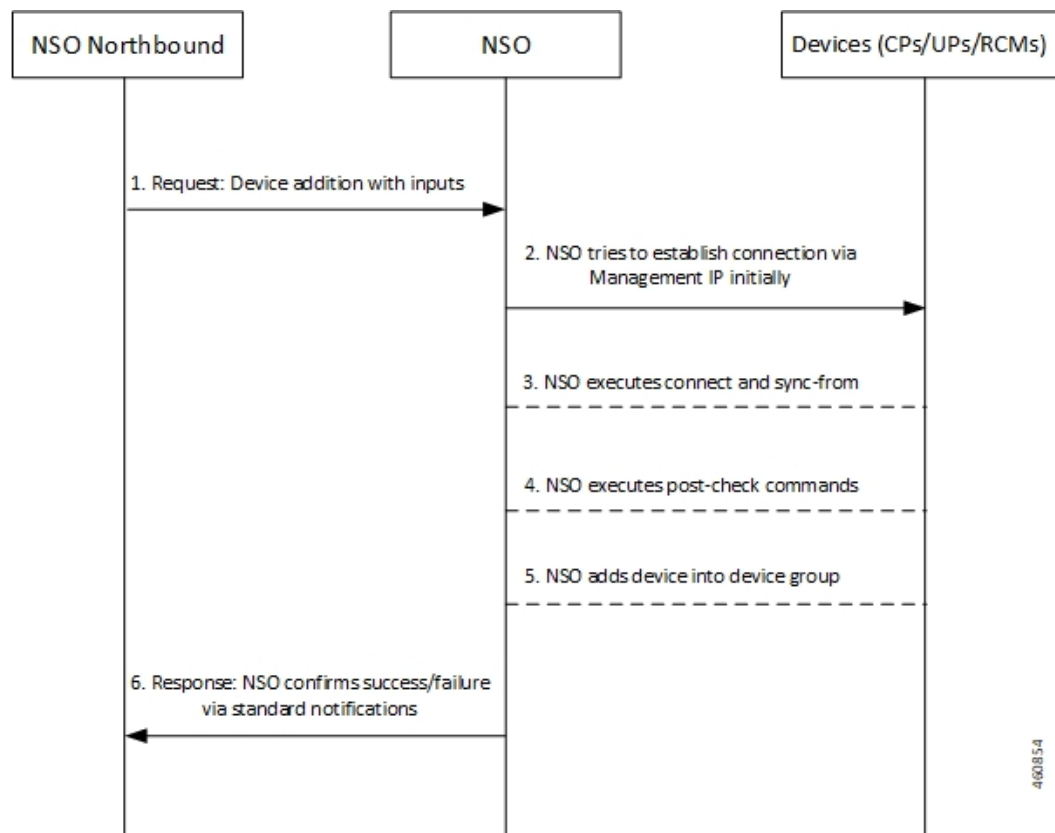 NSO Northbound
NSO
Devices (CPs/UPs/RCMs)
1. Request: Device addition with inputs
2. NSO tries to establish connection via
Management IP initially
3. NSO executes connect and sync-from
4. NSO executes post-check commands
5. NSO adds device into device group
6. Response: NSO confirms success/failure
via standard notifications
460854